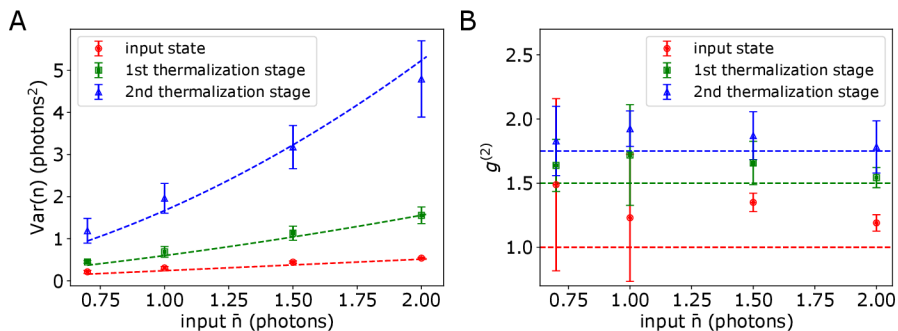 A
Var(n) (photons²)
input state
1st thermalization stage
2nd thermalization stage
5
4
3
2
1
0
0.75 1.00 1.25 1.50 1.75 2.00
input n̄ (photons)
B
g⁽²⁾
input state
1st thermalization stage
2nd thermalization stage
2.5
2.0
1.5
1.0
0.75 1.00 1.25 1.50 1.75 2.00
input n̄ (photons)